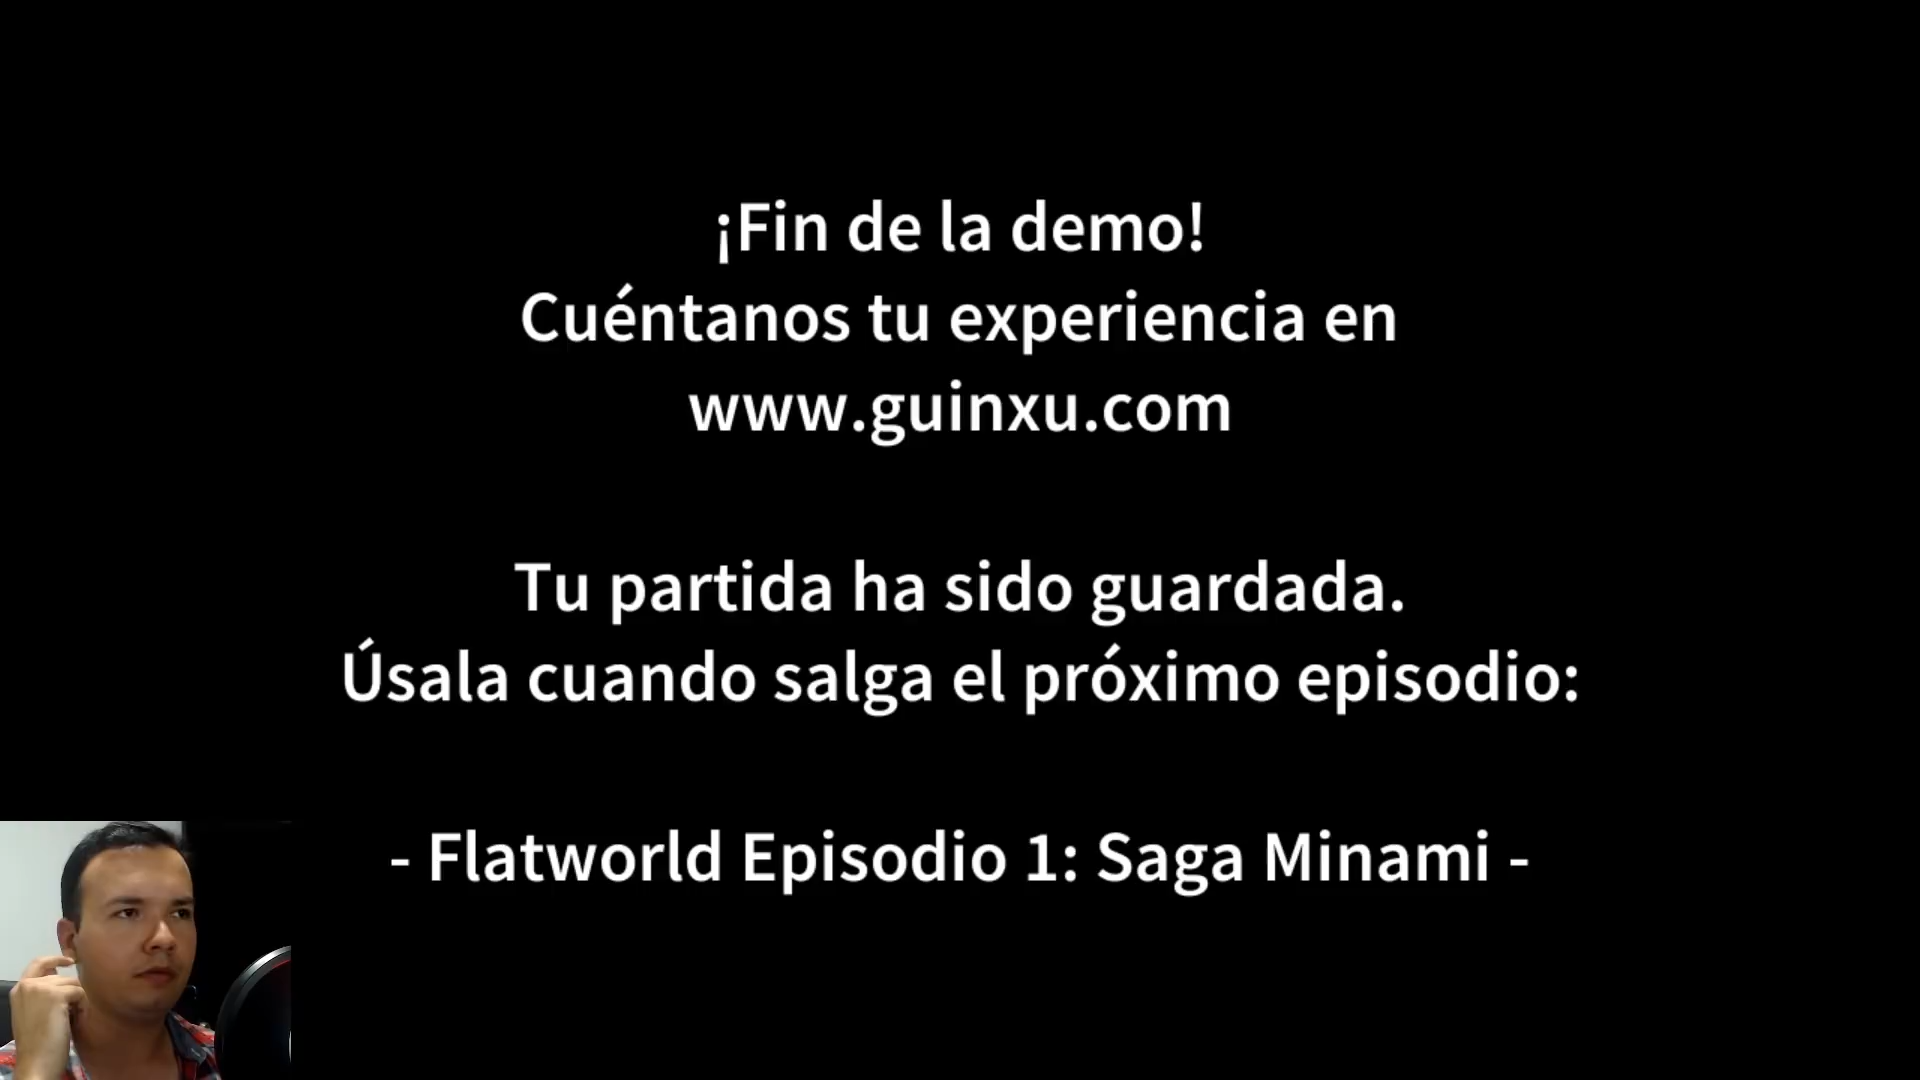 ¡Fin de la demo!
Cuéntanos tu experiencia en
www.guinxu.com
Tu partida ha sido guardada.
Úsala cuando salga el próximo episodio:
- Flatworld Episodio 1: Saga Minami -